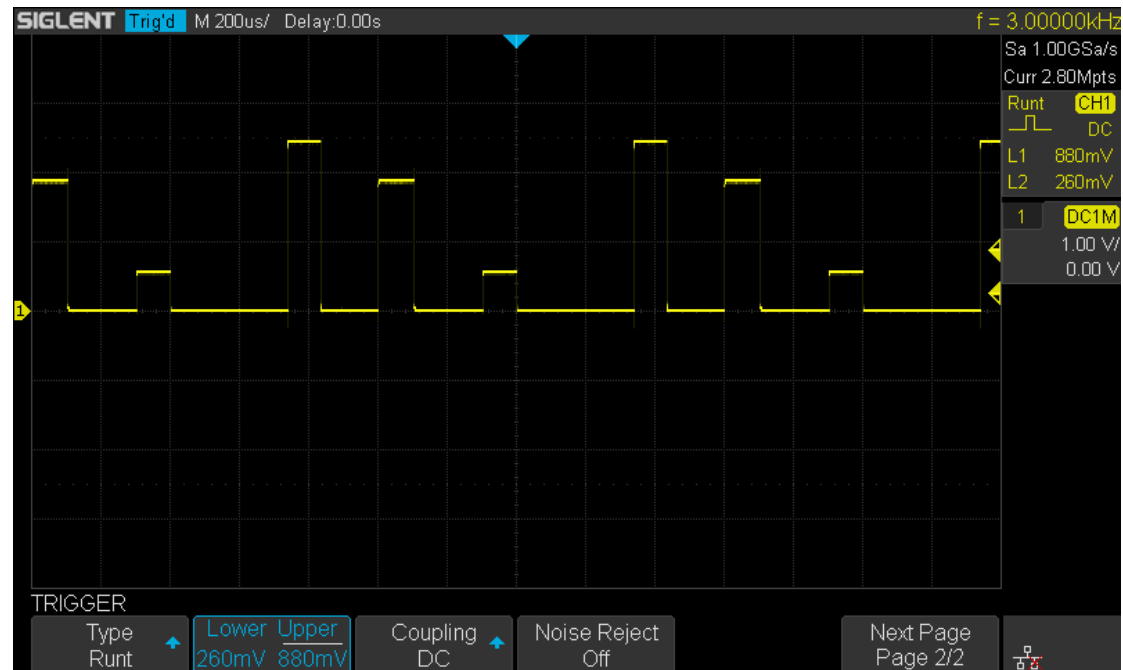 SIGLENT Trig'd M 200us/ Delay:0.00s f = 3.00000kHz
Sa 1.00GSa/s
Curr 2.80Mpts
Runt CH1
DC
L1 880mV
L2 260mV
1 DC1M
1.00 V/
0.00 V
1
TRIGGER
Type
Runt
Lower Upper
260mV 880mV
Coupling
DC
Noise Reject
Off
Next Page
Page 2/2